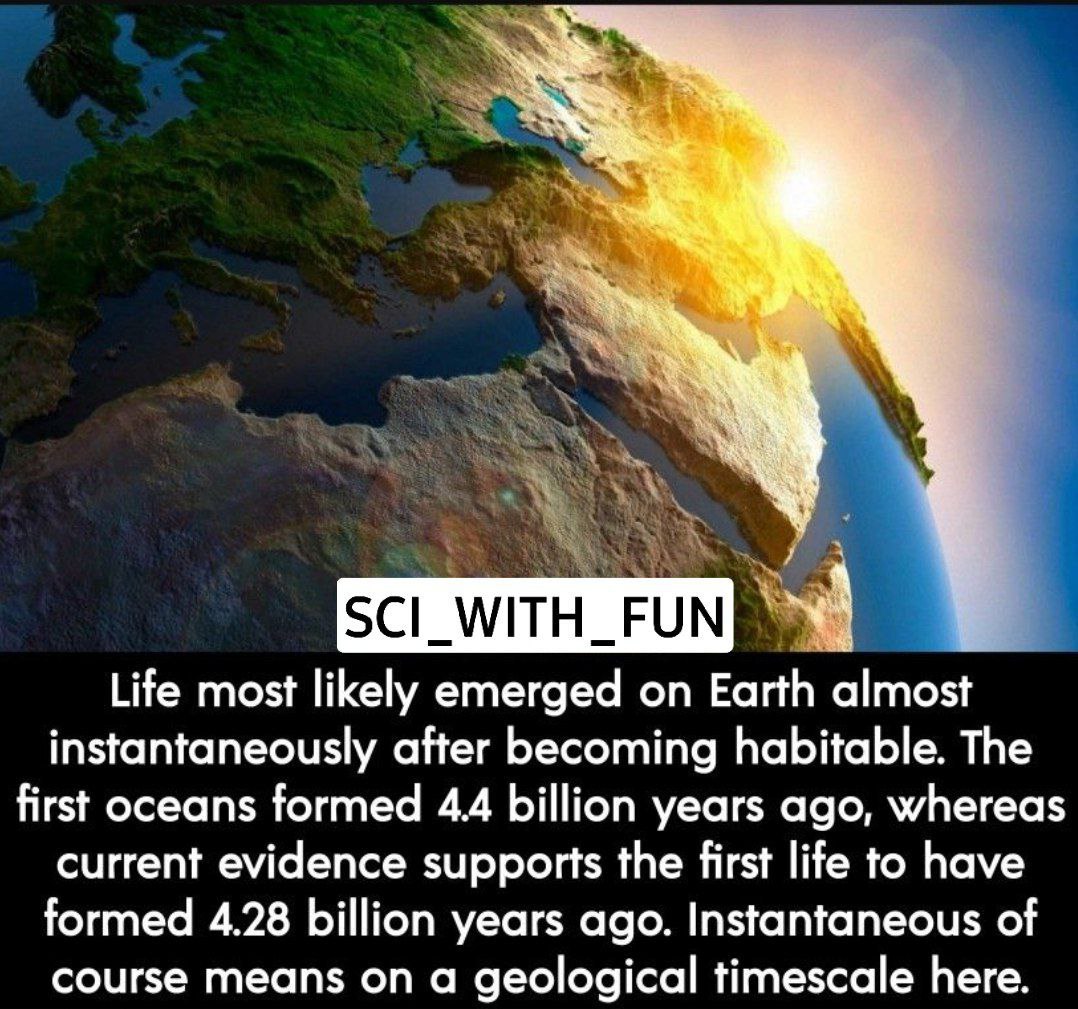 SCI_WITH_FUN
Life most likely emerged on Earth almost
instantaneously after becoming habitable. The
first oceans formed 4.4 billion years ago, whereas
current evidence supports the first life to have
formed 4.28 billion years ago. Instantaneous of
course means on a geological timescale here.